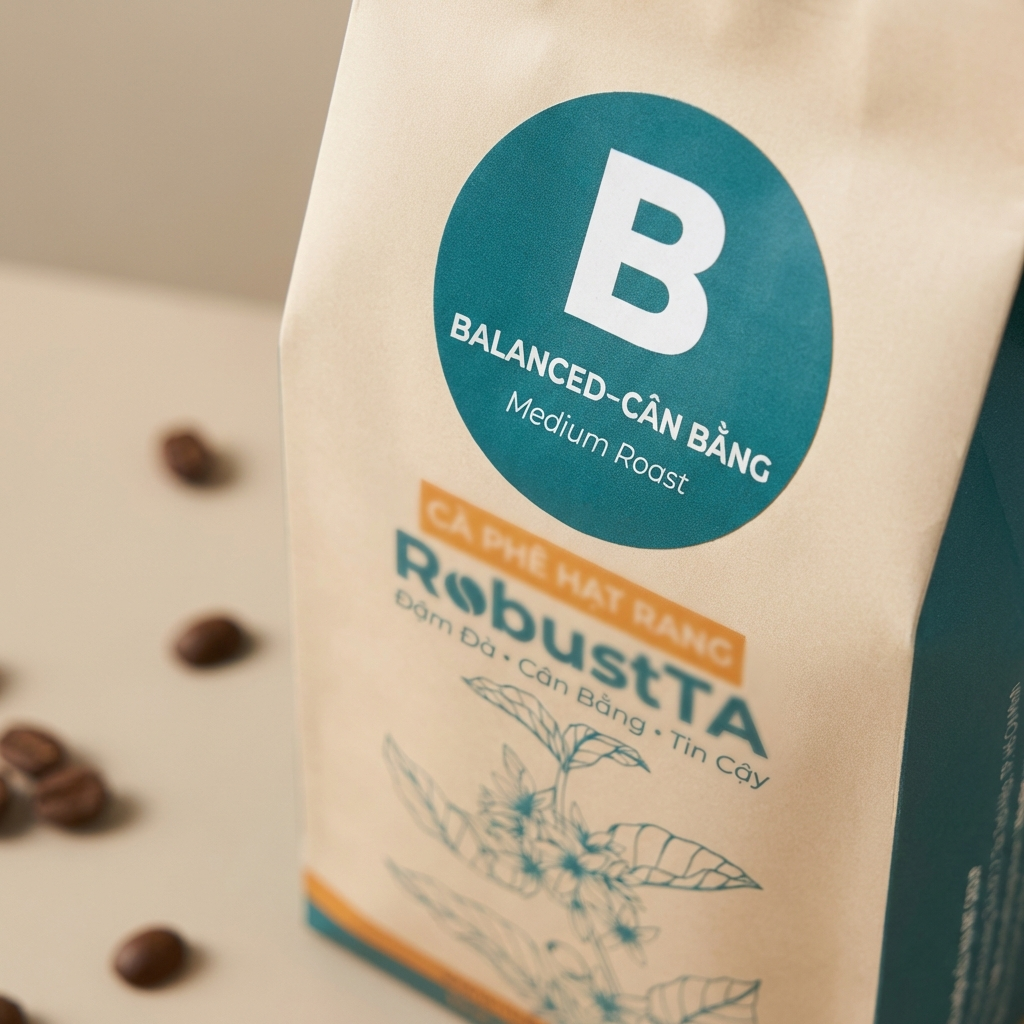 B
BALANCED–CÂN BẰNG
Medium Roast
CÀ PHÊ HẠT RANG
RobustTA
Đậm Đà • Cân Bằng • Tin Cậy